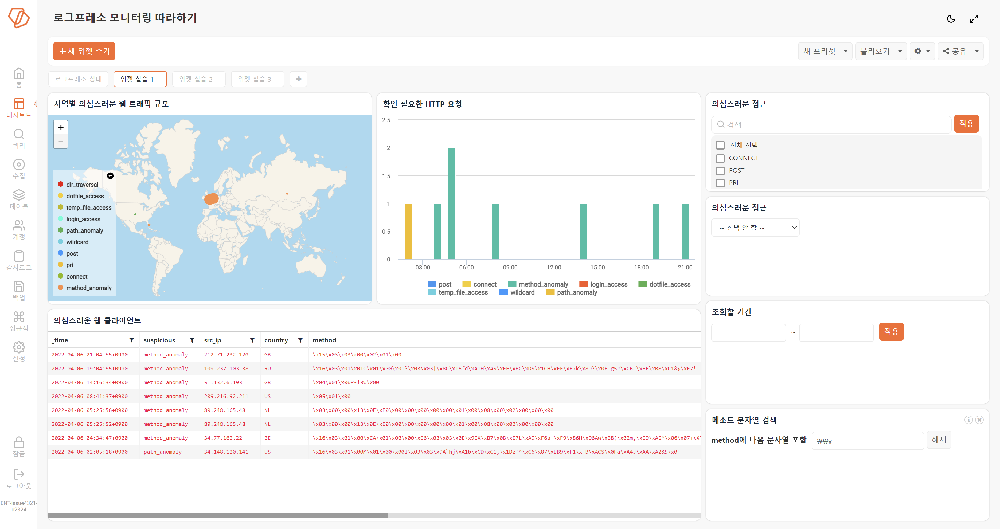 로그프레소 모니터링 따라하기
새 위젯 추가
새 프리셋
불러오기
공유
로그프레소 상태
위젯 실습 1
위젯 실습 2
위젯 실습 3
홈
대시보드
쿼리
수집
테이블
계정
감사로그
백업
정규식
설정
잠금
로그아웃
ENT-issue4321-
u2324
지역별 의심스러운 웹 트래픽 규모
+
−
dir_traversal
dotfile_access
temp_file_access
login_access
path_anomaly
wildcard
post
pri
connect
method_anomaly
확인 필요한 HTTP 요청
2.5
2
1.5
1
0.5
0
03:00 06:00 09:00 12:00 15:00 18:00 21:00
post connect method_anomaly login_access dotfile_access
temp_file_access wildcard path_anomaly
의심스러운 접근
검색
적용
전체 선택
CONNECT
POST
PRI
의심스러운 접근
-- 선택 안 함 --
조회할 기간
~
적용
메소드 문자열 검색
method에 다음 문자열 포함 ₩₩x 해제
의심스러운 웹 클라이언트
_time suspicious src_ip country method
2022-04-06 21:04:55+0900 method_anomaly 212.71.232.120 GB \x15\x03\x03\x00\x02\x01\x00
2022-04-06 19:04:55+0900 method_anomaly 109.237.103.38 RU \x16\x03\x01\x01C\x01\x00\x01?\x03\x03|\x8C\x16fd\xA1H\xA5\xEF\xBC\xD5\x1CH\xEF\xB7k\x8D?\x0F-g5#\xCB#\xEE\xB8\xC1&$\xE7!
2022-04-06 14:16:34+0900 method_anomaly 51.132.6.193 GB \x04\x01\x00P-!3w\x00
2022-04-06 08:41:37+0900 method_anomaly 209.216.92.211 US \x05\x01\x00
2022-04-06 05:25:56+0900 method_anomaly 89.248.165.48 NL \x03\x00\x00\x13\x0E\xE0\x00\x00\x00\x00\x00\x01\x00\x08\x00\x02\x00\x00\x00
2022-04-06 05:25:52+0900 method_anomaly 89.248.165.48 NL \x03\x00\x00\x13\x0E\xE0\x00\x00\x00\x00\x00\x01\x00\x08\x00\x02\x00\x00\x00
2022-04-06 04:34:47+0900 method_anomaly 34.77.162.22 BE \x16\x03\x01\x00\xCA\x01\x00\x00\xC6\x03\x03\x0E\x9EX\xB7\x0B\xE7L\xA9\xF6a|\xF9\x86H\xD6Aw\xB8(\x02m,\xC9\xA5^\x06\x07+<X\
2022-04-06 02:05:18+0900 path_anomaly 34.148.120.141 US \x16\x03\x01\x00M\x01\x00\x00I\x03\x03\x9A`hj\xA1b\xCD\xC1,\x1Dz'^\xC6\x87\xEB9\xF1\xFB\xACS\x0Fa\xA4J\xAA\xA2&5\x0F